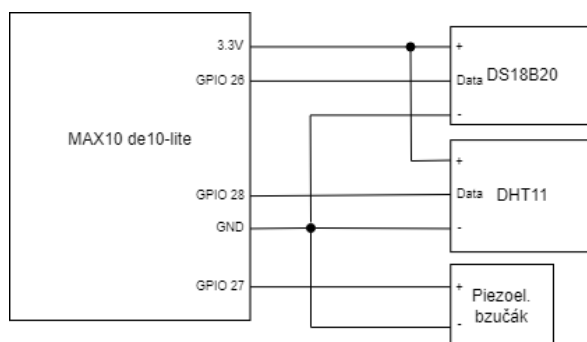 MAX10 de10-lite
3.3V
GPIO 26
GPIO 28
GND
GPIO 27
+
Data
-
DS18B20
+
Data
-
DHT11
+
-
Piezoel.
bzučák